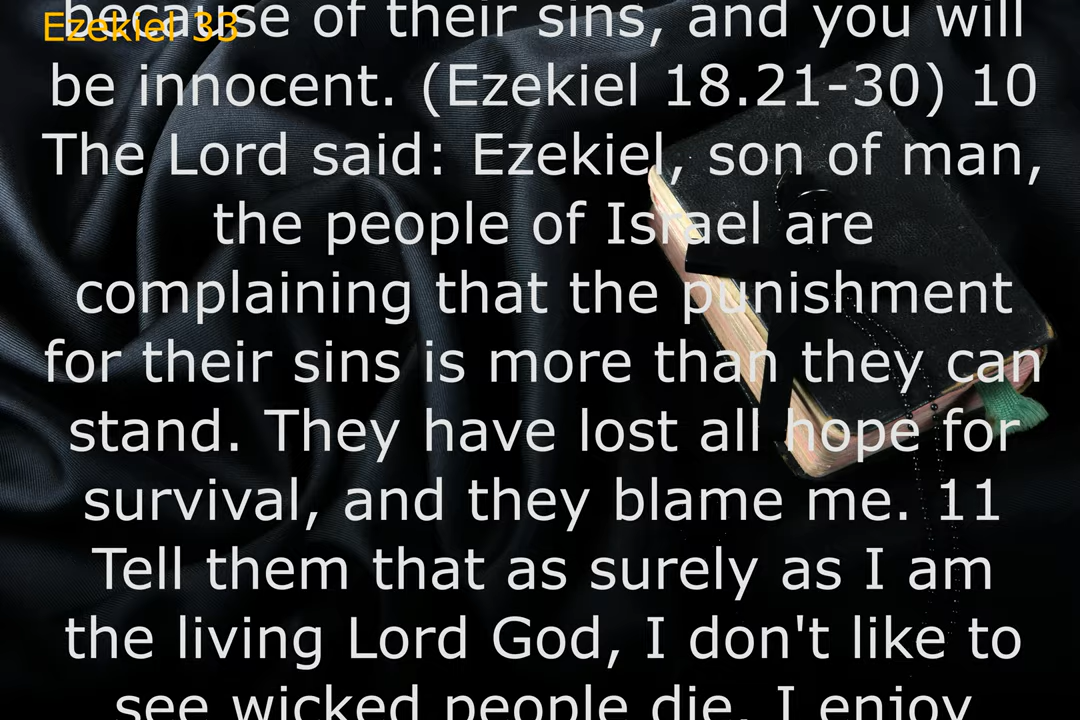 Ezekiel 33
because of their sins, and you will
be innocent. (Ezekiel 18.21-30) 10
The Lord said: Ezekiel, son of man,
the people of Israel are
complaining that the punishment
for their sins is more than they can
stand. They have lost all hope for
survival, and they blame me. 11
Tell them that as surely as I am
the living Lord God, I don't like to
see wicked people die. I enjoy